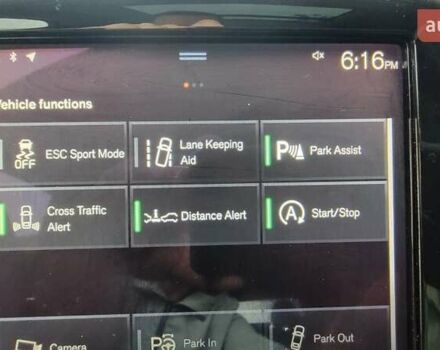 6:16PM
Vehicle functions
OFF ESC Sport Mode
Lane Keeping
Aid
P Park Assist
Cross Traffic
Alert
Distance Alert
A Start/Stop
Camera
P Park In
Park Out